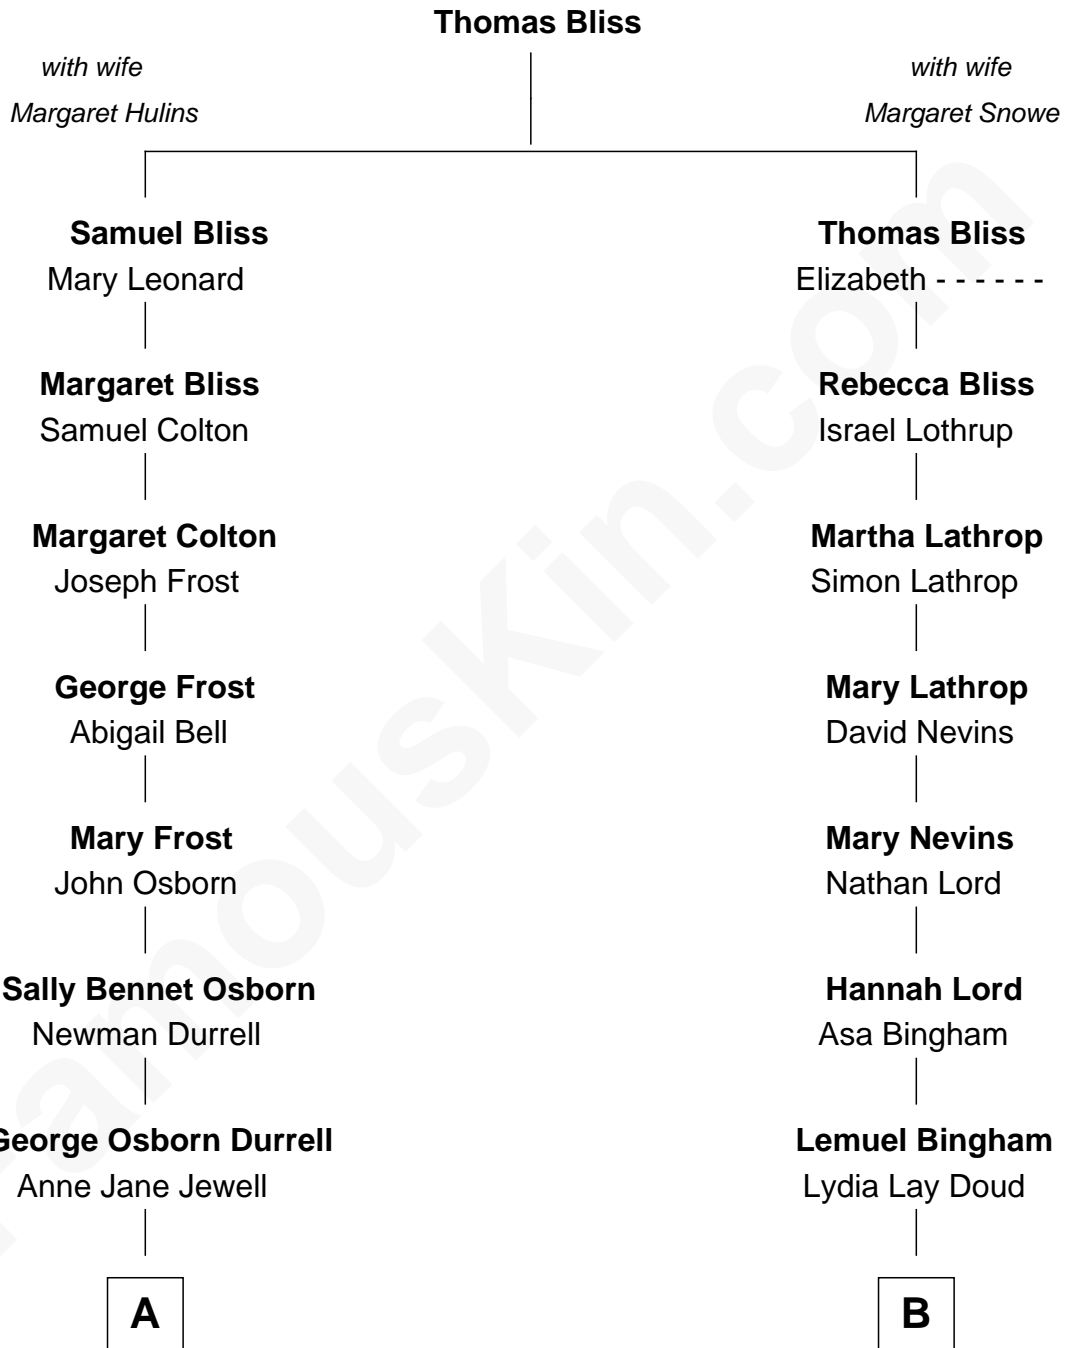 Thomas Bliss
with wife
Margaret Hulins
with wife
Margaret Snowe
Samuel Bliss
Mary Leonard
Thomas Bliss
Elizabeth - - - - - -
Margaret Bliss
Samuel Colton
Rebecca Bliss
Israel Lothrup
Margaret Colton
Joseph Frost
Martha Lathrop
Simon Lathrop
George Frost
Abigail Bell
Mary Lathrop
David Nevins
Mary Frost
John Osborn
Mary Nevins
Nathan Lord
Sally Bennet Osborn
Newman Durrell
Hannah Lord
Asa Bingham
George Osborn Durrell
Anne Jane Jewell
Lemuel Bingham
Lydia Lay Doud
A
B
FamousKin.com